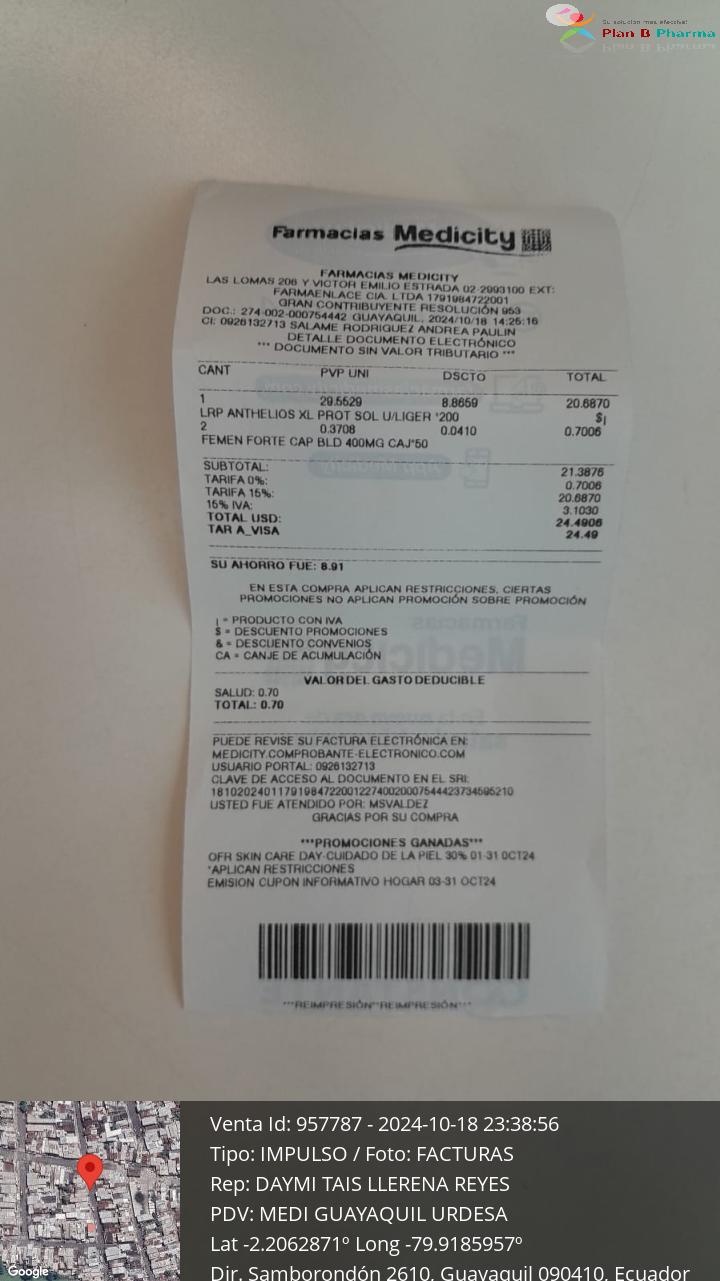 Su solucion mas efectiva!
Plan B Pharma
Farmacias Medicity
FARMACIAS MEDICITY
LAS LOMAS 206 Y VICTOR EMILIO ESTRADA 02-2993100 EXT:
FARMAENLACE CIA. LTDA 1791984722001
GRAN CONTRIBUYENTE RESOLUCIÓN 953
DOC.: 274-002-000754442 GUAYAQUIL, 2024/10/18 14:26:16
CI: 0926132713 SALAME RODRIGUEZ ANDREA PAULIN
DETALLE DOCUMENTO ELECTRÓNICO
*** DOCUMENTO SIN VALOR TRIBUTARIO ***
CANT PVP UNI DSCTO TOTAL
1 29.5529 8.8659 20.6870
LRP ANTHELIOS XL PROT SOL U/LIGER *200 $¡
2 0.3708 0.0410 0.7006
FEMEN FORTE CAP BLD 400MG CAJ*50
SUBTOTAL: 21.3876
TARIFA 0%: 0.7006
TARIFA 15%: 20.6870
15% IVA: 3.1030
TOTAL USD: 24.4906
TAR A_VISA 24.49
SU AHORRO FUE: 8.91
EN ESTA COMPRA APLICAN RESTRICCIONES, CIERTAS
PROMOCIONES NO APLICAN PROMOCIÓN SOBRE PROMOCIÓN
¡ = PRODUCTO CON IVA
$ = DESCUENTO PROMOCIONES
& = DESCUENTO CONVENIOS
CA = CANJE DE ACUMULACIÓN
VALOR DEL GASTO DEDUCIBLE
SALUD: 0.70
TOTAL: 0.70
PUEDE REVISE SU FACTURA ELECTRÓNICA EN:
MEDICITY.COMPROBANTE-ELECTRONICO.COM
USUARIO PORTAL: 0926132713
CLAVE DE ACCESO AL DOCUMENTO EN EL SRI:
USTED FUE ATENDIDO POR: MSVALDEZ
GRACIAS POR SU COMPRA
***PROMOCIONES GANADAS***
OFR SKIN CARE DAY-CUIDADO DE LA PIEL 30% 01-31 OCT24
*APLICAN RESTRICCIONES
EMISION CUPON INFORMATIVO HOGAR 03-31 OCT24
***REIMPRESIÓN**REIMPRESIÓN***
Venta Id: 957787 - 2024-10-18 23:38:56
Tipo: IMPULSO / Foto: FACTURAS
Rep: DAYMI TAIS LLERENA REYES
PDV: MEDI GUAYAQUIL URDESA
Lat -2.2062871º Long -79.9185957º
Dir. Samborondón 2610, Guayaquil 090410, Ecuador
Google